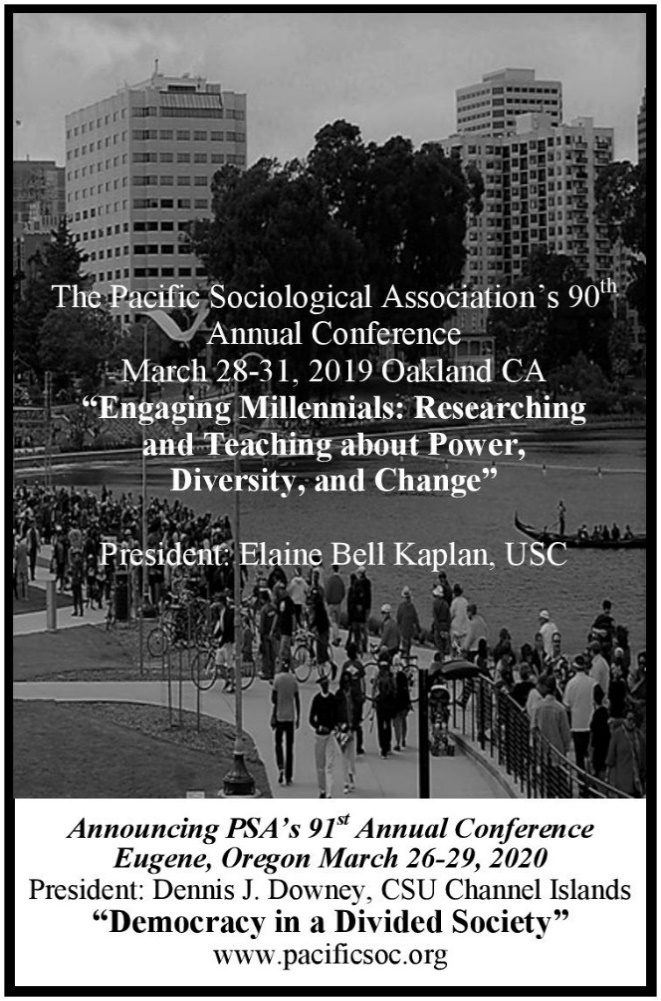 The Pacific Sociological Association’s 90th
Annual Conference
March 28-31, 2019 Oakland CA
“Engaging Millennials: Researching
and Teaching about Power,
Diversity, and Change”
President: Elaine Bell Kaplan, USC
Announcing PSA’s 91st Annual Conference
Eugene, Oregon March 26-29, 2020
President: Dennis J. Downey, CSU Channel Islands
“Democracy in a Divided Society”
www.pacificsoc.org